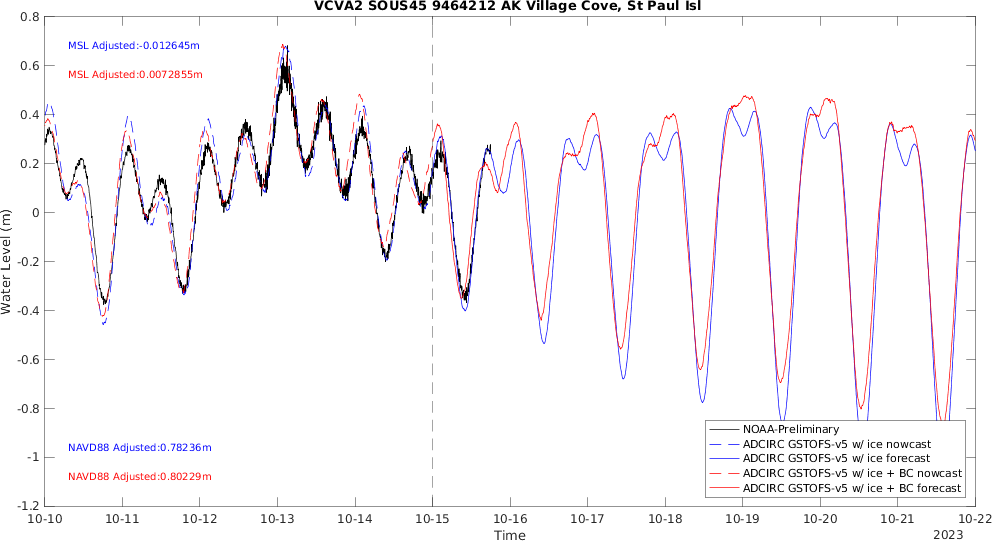 VCVA2 SOUS45 9464212 AK Village Cove, St Paul Isl
MSL Adjusted:-0.012645m
MSL Adjusted:0.0072855m
NAVD88 Adjusted:0.78236m
NAVD88 Adjusted:0.80229m
Water Level (m)
0.8
0.6
0.4
0.2
0
-0.2
-0.4
-0.6
-0.8
-1
-1.2
NOAA-Preliminary
ADCIRC GSTOFS-v5 w/ ice nowcast
ADCIRC GSTOFS-v5 w/ ice forecast
ADCIRC GSTOFS-v5 w/ ice + BC nowcast
ADCIRC GSTOFS-v5 w/ ice + BC forecast
10-10 10-11 10-12 10-13 10-14 10-15 10-16 10-17 10-18 10-19 10-20 10-21 10-22
Time
2023